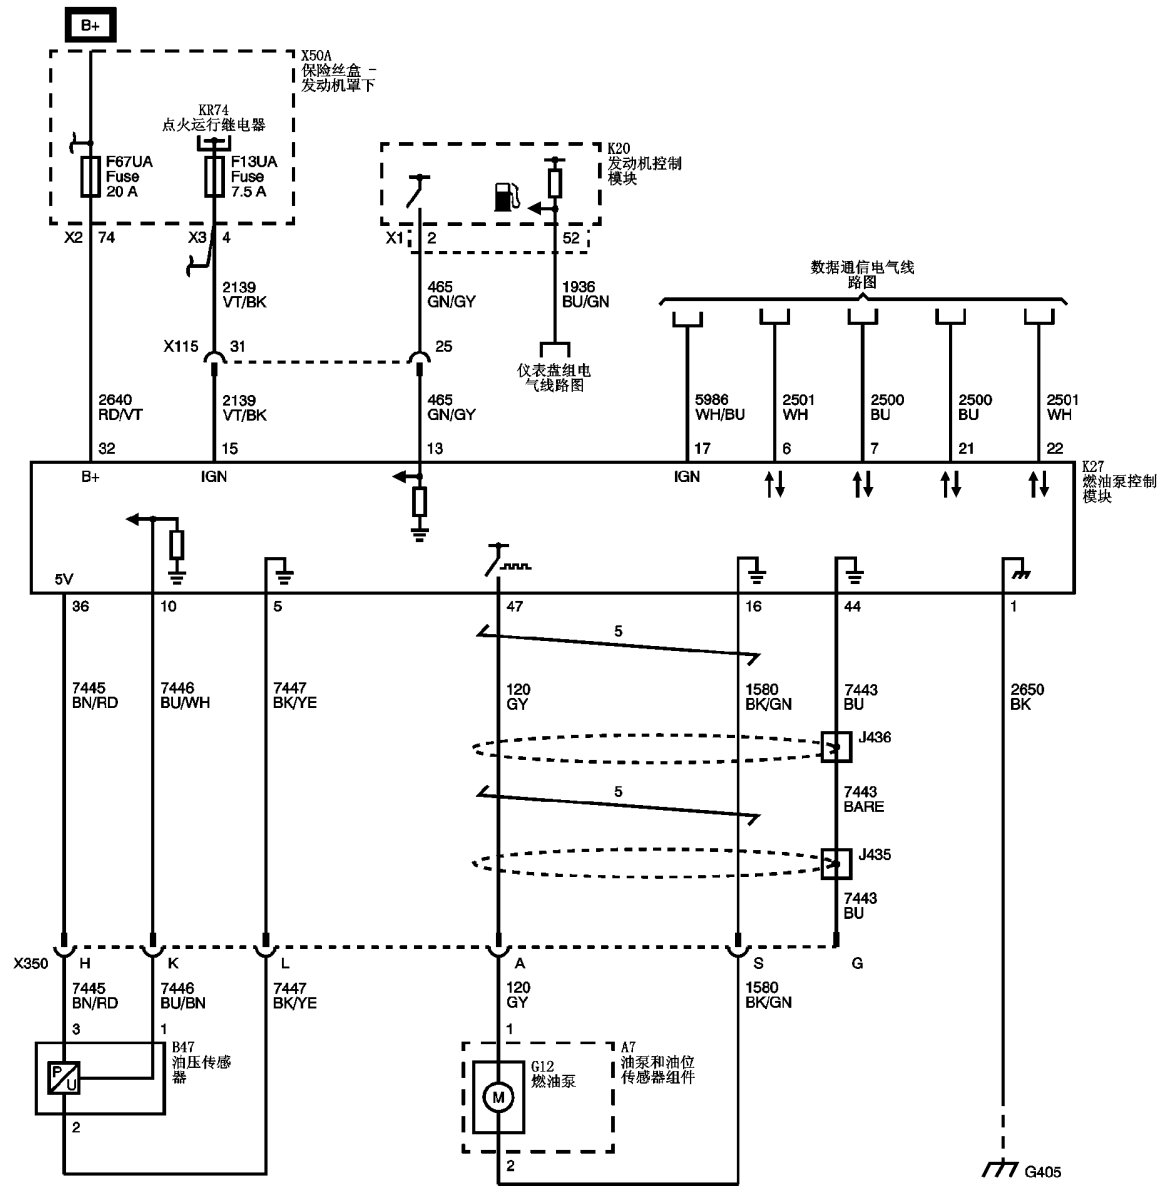 B+
X50A
保险丝盒 -
发动机罩下
KR74
点火运行继电器
F67UA
Fuse
20 A
F13UA
Fuse
7.5 A
K20
发动机控制
模块
X2 74
X3 4
X1 2
52
2139
VT/BK
465
GN/GY
1936
BU/GN
数据通信电气线
路图
X115 31
25
仪表盘组电
气线路图
2640
RD/VT
2139
VT/BK
465
GN/GY
5986
WH/BU
2501
WH
2500
BU
2500
BU
2501
WH
32
15
13
17
6
7
21
22
B+
IGN
IGN
K27
燃油泵控制
模块
5V
36
10
5
47
16
44
1
5
7445
BN/RD
7446
BU/WH
7447
BK/YE
120
GY
1580
BK/GN
7443
BU
2650
BK
J436
5
7443
BARE
J435
7443
BU
X350 H
K
L
A
S
G
7445
BN/RD
7446
BU/BN
7447
BK/YE
120
GY
1580
BK/GN
3
1
1
B47
油压传感
器
P
U
G12
燃油泵
M
A7
油泵和油位
传感器组件
2
2
G405